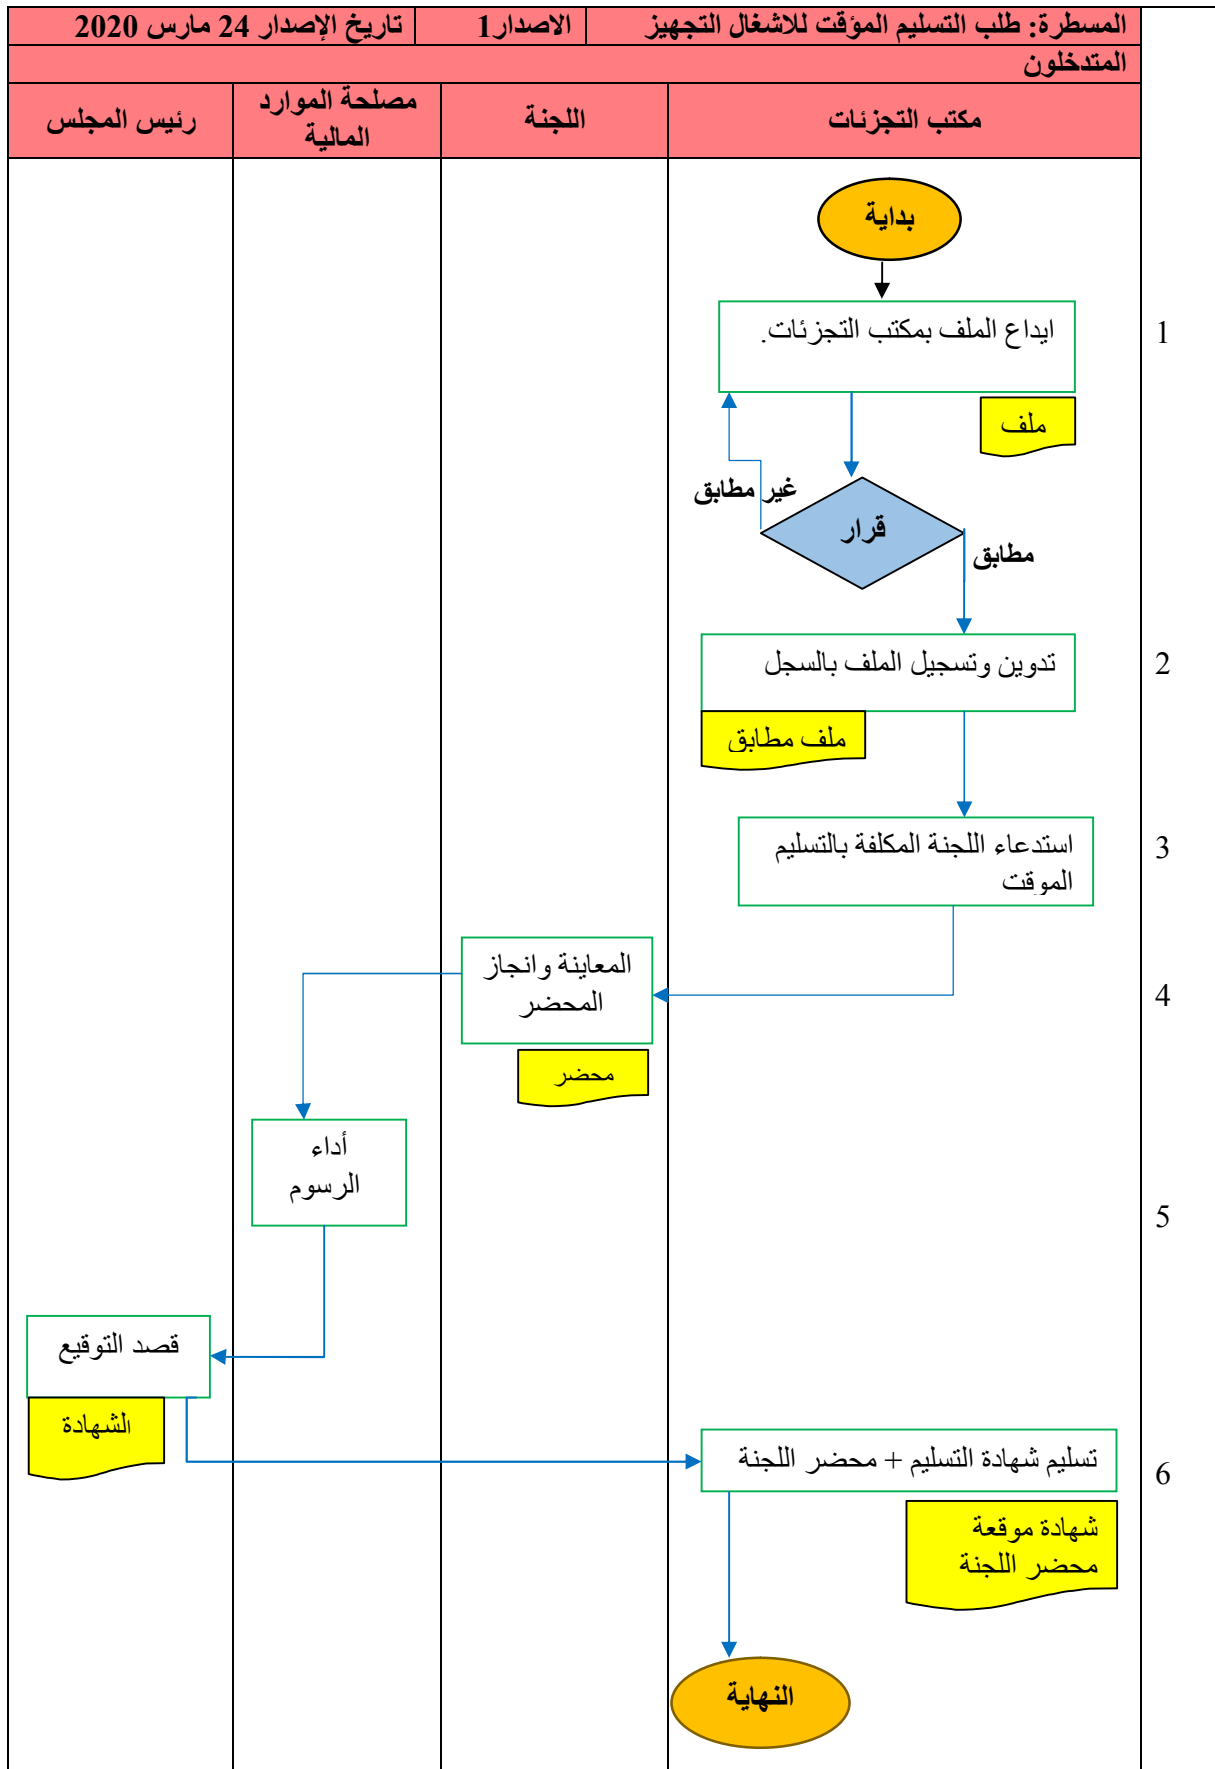 المسطرة: طلب التسليم المؤقت للاشغال التجهيز
الاصدار1
تاريخ الإصدار 24 مارس 2020
المتدخلون
مكتب التجزئات
اللجنة
مصلحة الموارد
المالية
رئيس المجلس
بداية
ايداع الملف بمكتب التجزئات.
1
ملف
غير مطابق
قرار
مطابق
تدوين وتسجيل الملف بالسجل
2
ملف مطابق
استدعاء اللجنة المكلفة بالتسليم
الموقت
3
المعاينة وانجاز
المحضر
4
محضر
أداء
الرسوم
5
قصد التوقيع
الشهادة
تسليم شهادة التسليم + محضر اللجنة
6
شهادة موقعة
محضر اللجنة
النهاية